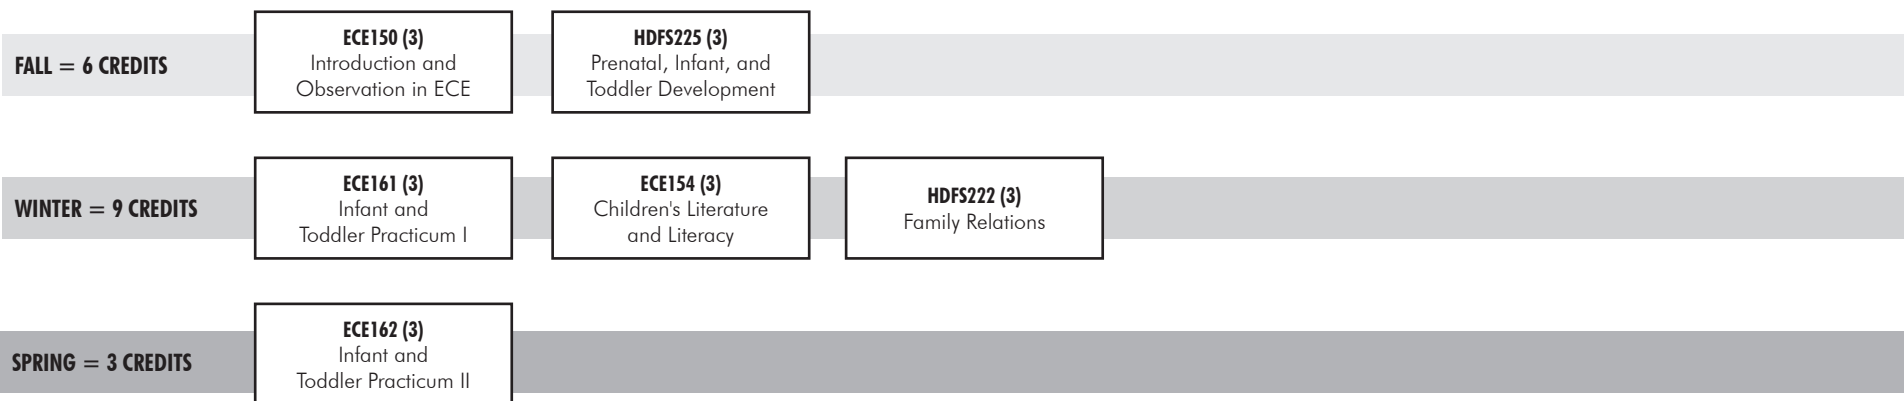 FALL = 6 CREDITS
ECE150 (3)
Introduction and
Observation in ECE
HDFS225 (3)
Prenatal, Infant, and
Toddler Development
WINTER = 9 CREDITS
ECE161 (3)
Infant and
Toddler Practicum I
ECE154 (3)
Children's Literature
and Literacy
HDFS222 (3)
Family Relations
SPRING = 3 CREDITS
ECE162 (3)
Infant and
Toddler Practicum II